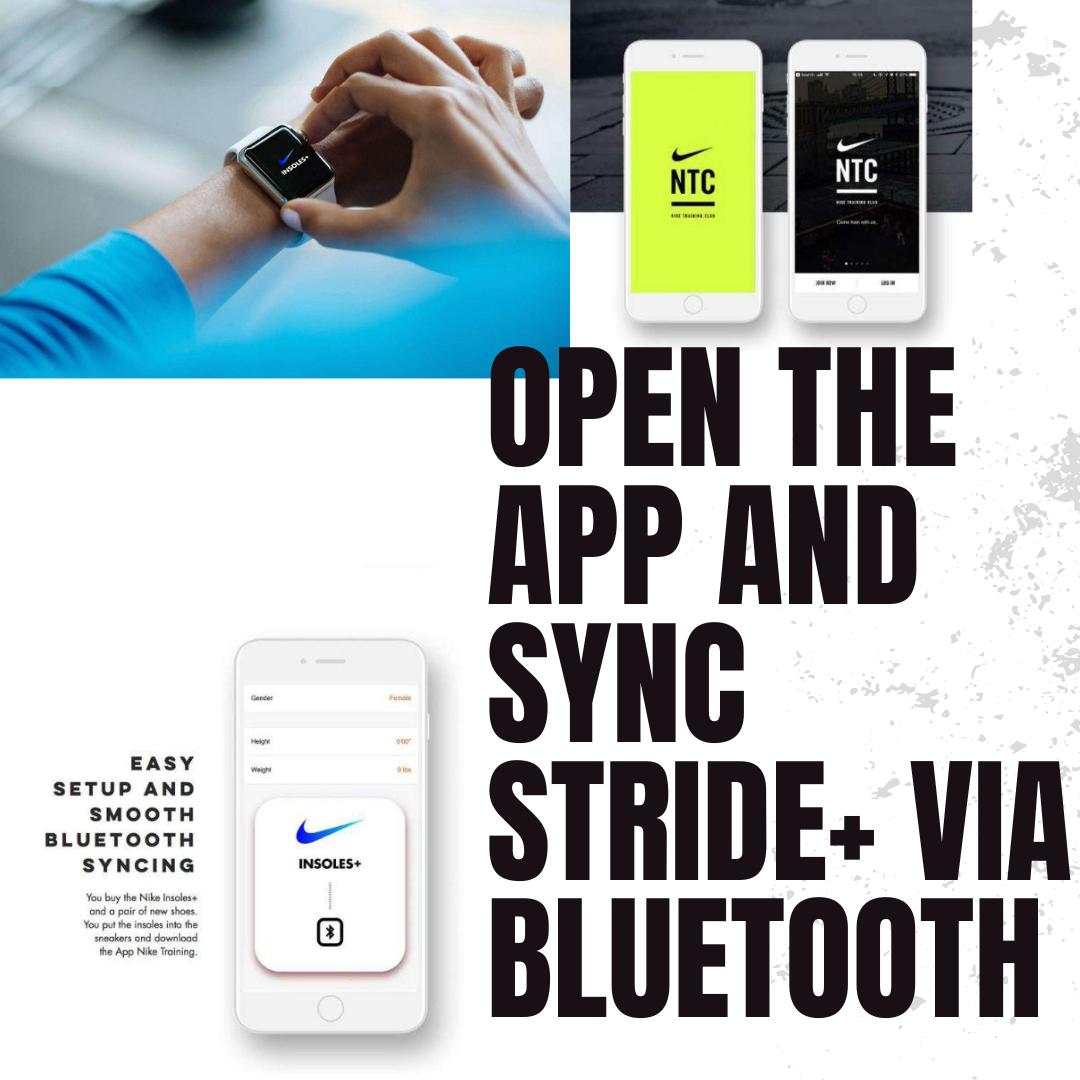 INSOLES+
NTC
NIKE TRAINING CLUB
NTC
NIKE TRAINING CLUB
Come train with us.
JOIN NOW
LOG IN
OPEN THE
APP AND
SYNC
STRIDE+ VIA
BLUETOOTH
Gender Female
Height 0'00"
Weight 0 lbs
INSOLES+
EASY
SETUP AND
SMOOTH
BLUETOOTH
SYNCING
You buy the Nike Insoles+
and a pair of new shoes.
You put the insoles into the
sneakers and download
the App Nike Training.